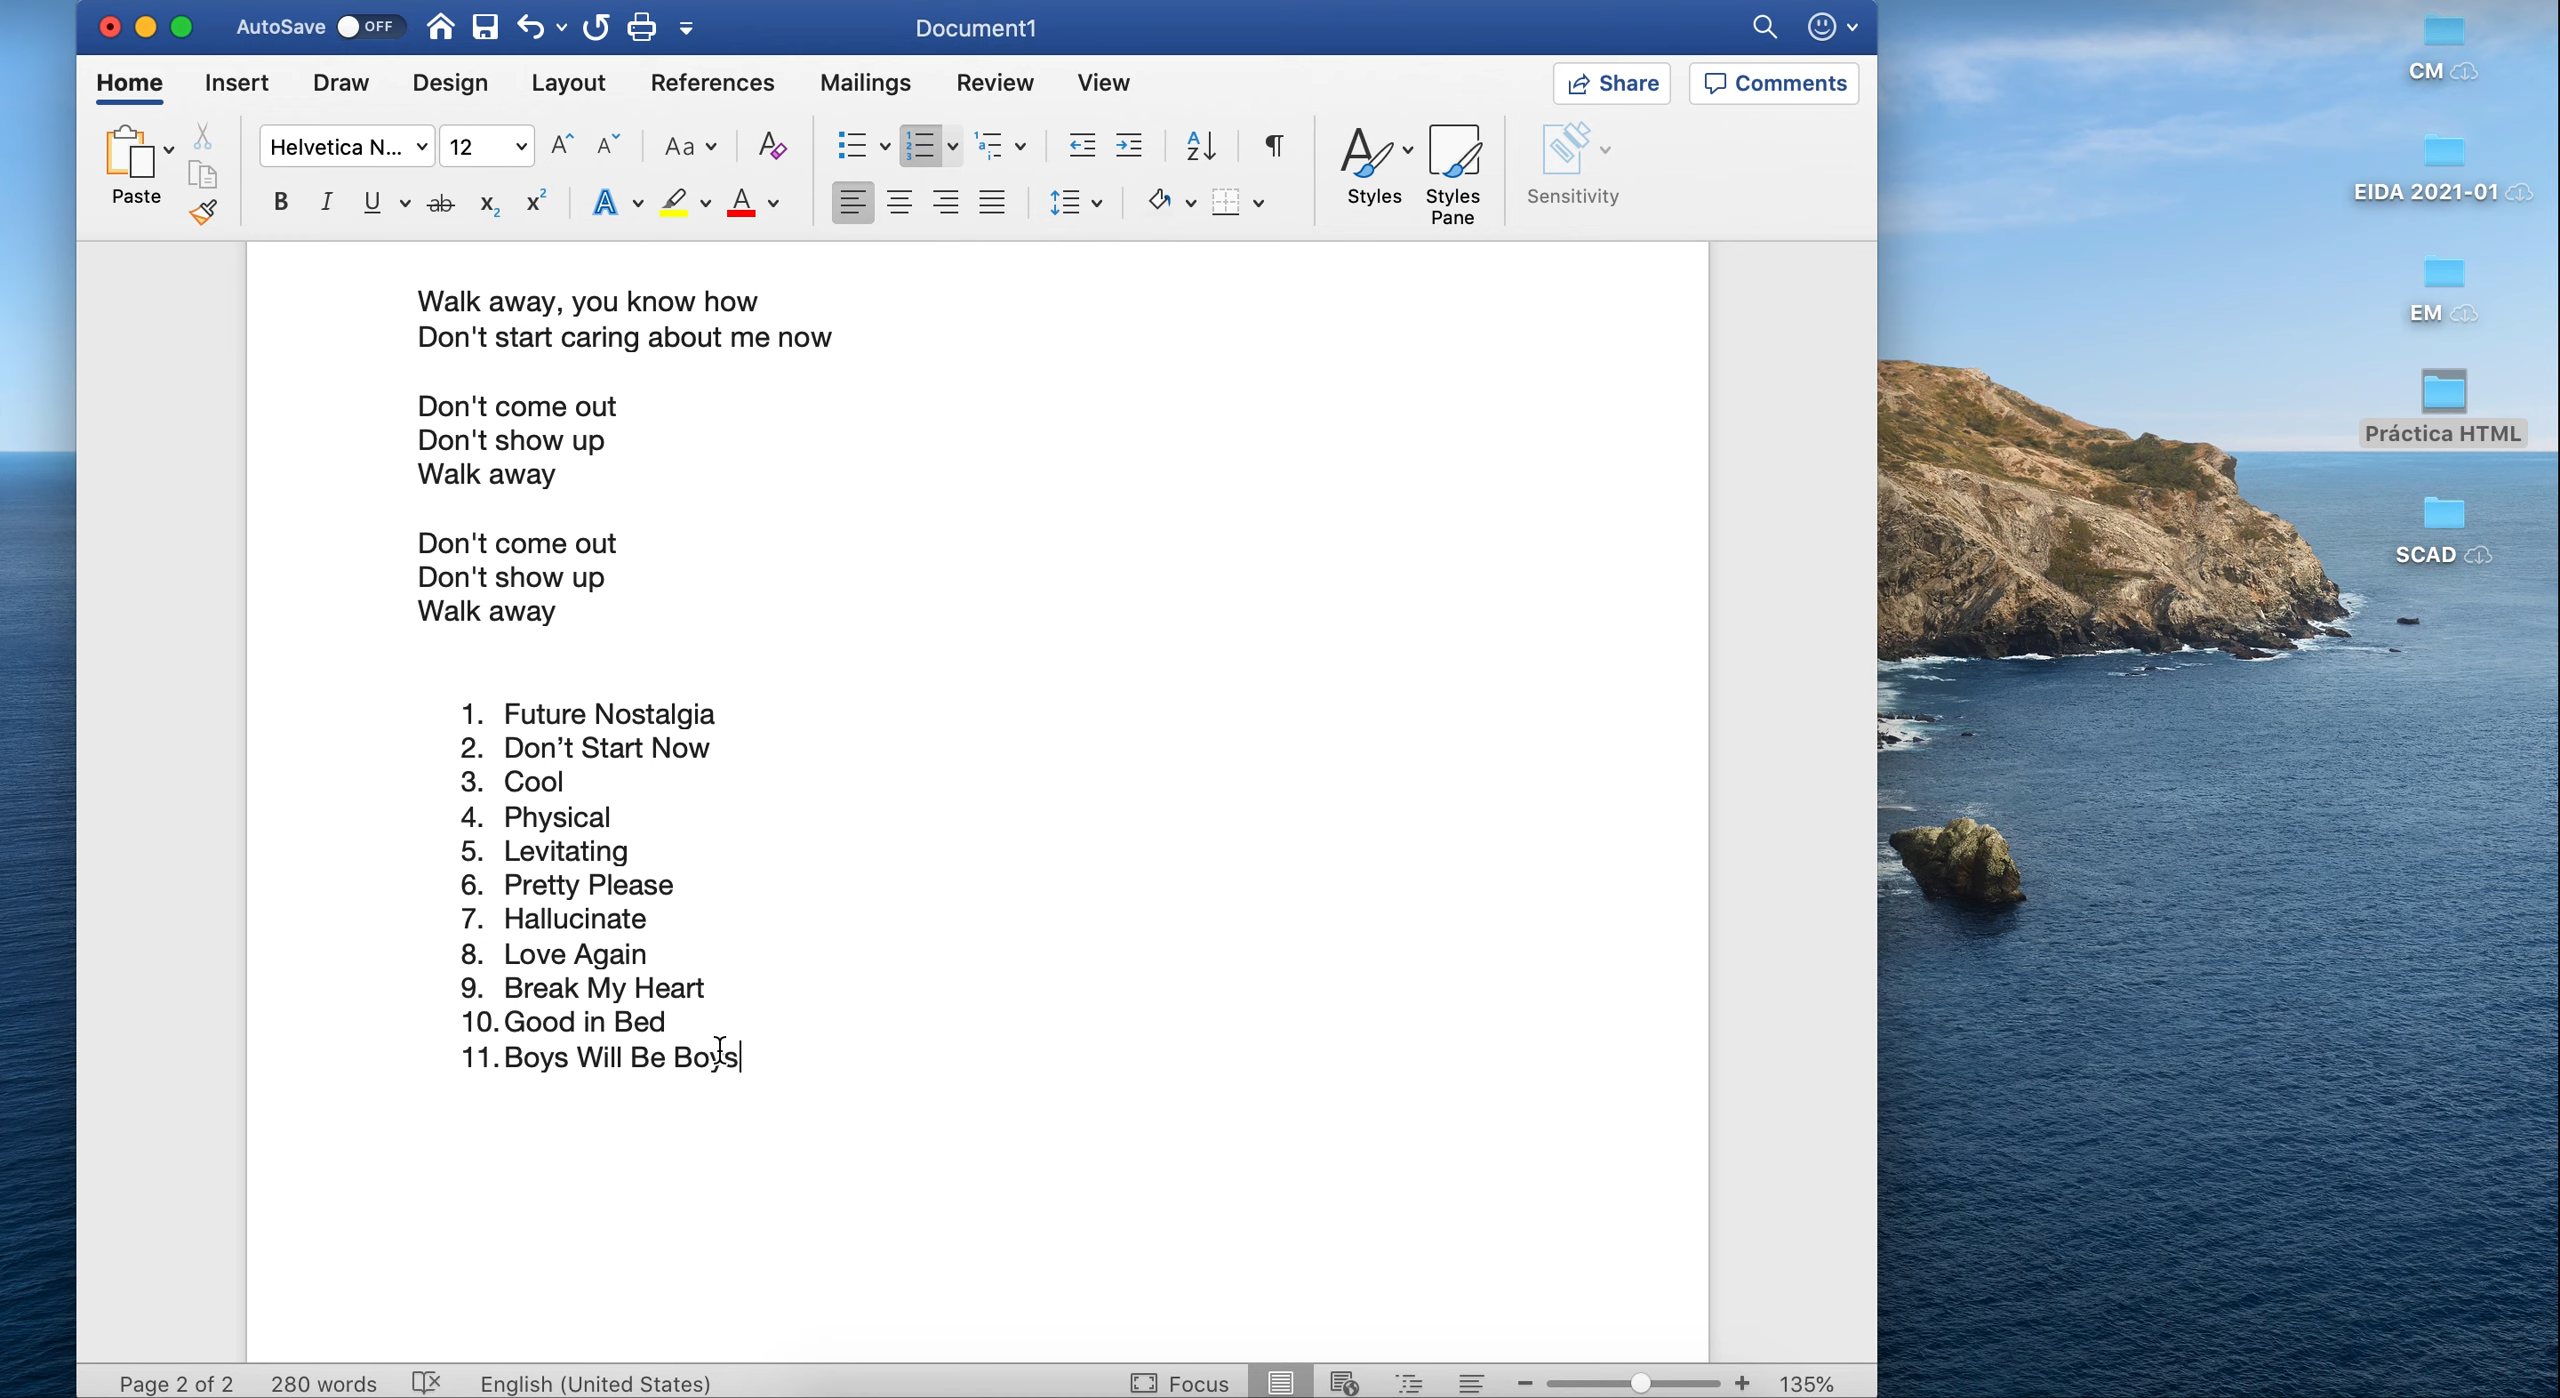 AutoSave OFF Document1
Home Insert Draw Design Layout References Mailings Review View Share Comments
Paste
Helvetica N... 12
Styles
Styles Pane
Sensitivity
Walk away, you know how
Don't start caring about me now
Don't come out
Don't show up
Walk away
Don't come out
Don't show up
Walk away
1. Future Nostalgia
2. Don’t Start Now
3. Cool
4. Physical
5. Levitating
6. Pretty Please
7. Hallucinate
8. Love Again
9. Break My Heart
10. Good in Bed
11. Boys Will Be Boys
Page 2 of 2 280 words English (United States) Focus 135%
CM
EIDA 2021-01
EM
Práctica HTML
SCAD